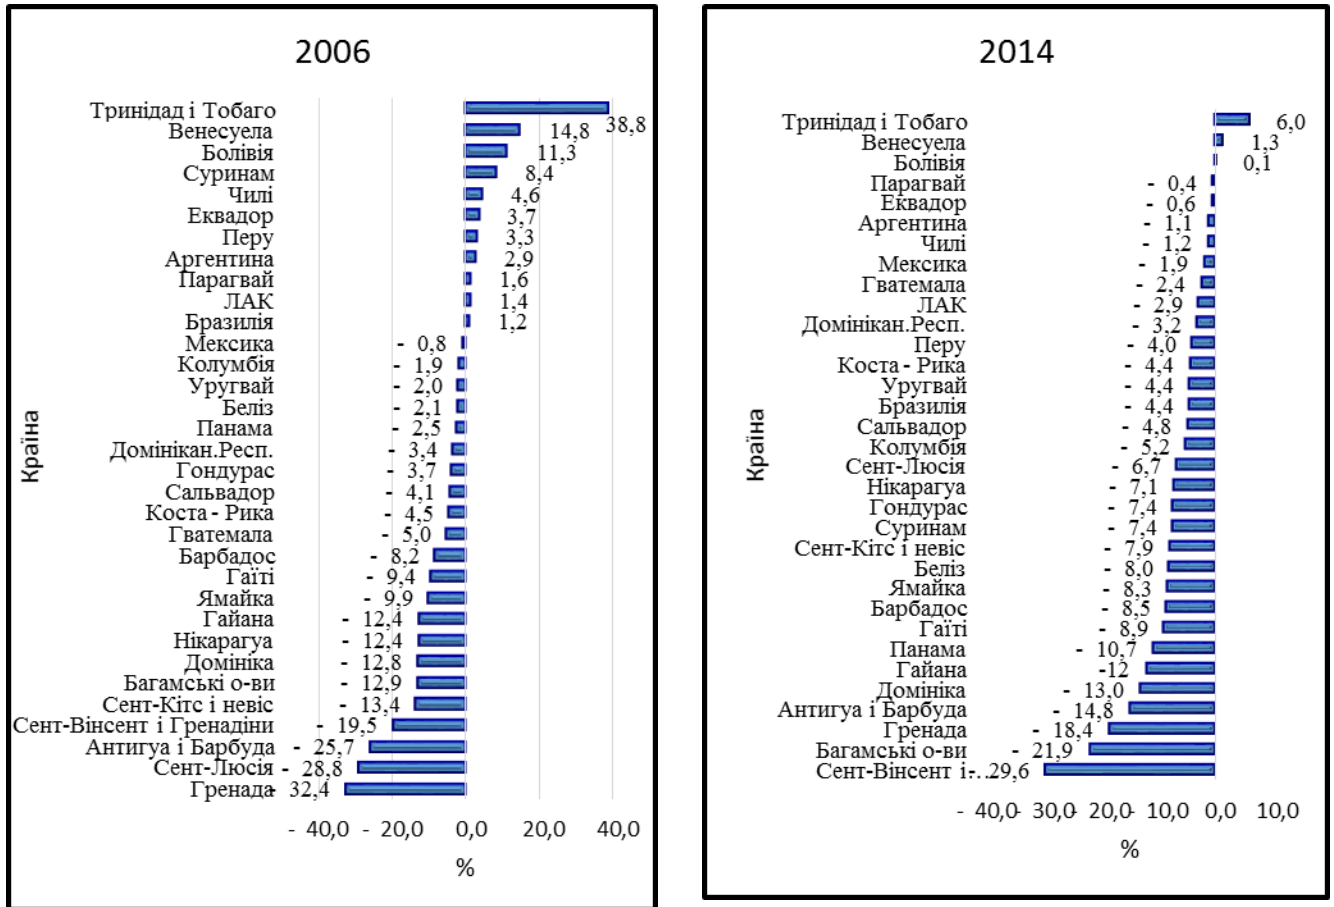 2006
Тринідад і Тобаго 38,8
Венесуела 14,8
Болівія 11,3
Суринам 8,4
Чилі 4,6
Еквадор 3,7
Перу 3,3
Аргентина 2,9
Парагвай 1,6
ЛАК 1,4
Бразилія 1,2
Мексика - 0,8
Колумбія - 1,9
Уругвай - 2,0
Беліз - 2,1
Панама - 2,5
Домінікан.Респ. - 3,4
Гондурас - 3,7
Сальвадор - 4,1
Коста - Рика - 4,5
Гватемала - 5,0
Барбадос - 8,2
Гаїті - 9,4
Ямайка - 9,9
Гайана - 12,4
Нікарагуа - 12,4
Домініка - 12,8
Багамські о-ви - 12,9
Сент-Кітс і невіс - 13,4
Сент-Вінсент і Гренадіни - 19,5
Антигуа і Барбуда - 25,7
Сент-Люсія - 28,8
Гренада - 32,4
Країна
- 40,0 - 20,0 0,0 20,0 40,0
%
2014
Тринідад і Тобаго 6,0
Венесуела 1,3
Болівія 0,1
Парагвай - 0,4
Еквадор - 0,6
Аргентина - 1,1
Чилі - 1,2
Мексика - 1,9
Гватемала - 2,4
ЛАК - 2,9
Домінікан.Респ. - 3,2
Перу - 4,0
Коста - Рика - 4,4
Уругвай - 4,4
Бразилія - 4,4
Сальвадор - 4,8
Колумбія - 5,2
Сент-Люсія - 6,7
Нікарагуа - 7,1
Гондурас - 7,4
Суринам - 7,4
Сент-Кітс і невіс - 7,9
Беліз - 8,0
Ямайка - 8,3
Барбадос - 8,5
Гаїті - 8,9
Панама - 10,7
Гайана -12
Домініка - 13,0
Антигуа і Барбуда - 14,8
Гренада - 18,4
Багамські о-ви - 21,9
Сент-Вінсент і… - 29,6
Країна
- 40,0 - 30,0 - 20,0 - 10,0 0,0 10,0
%